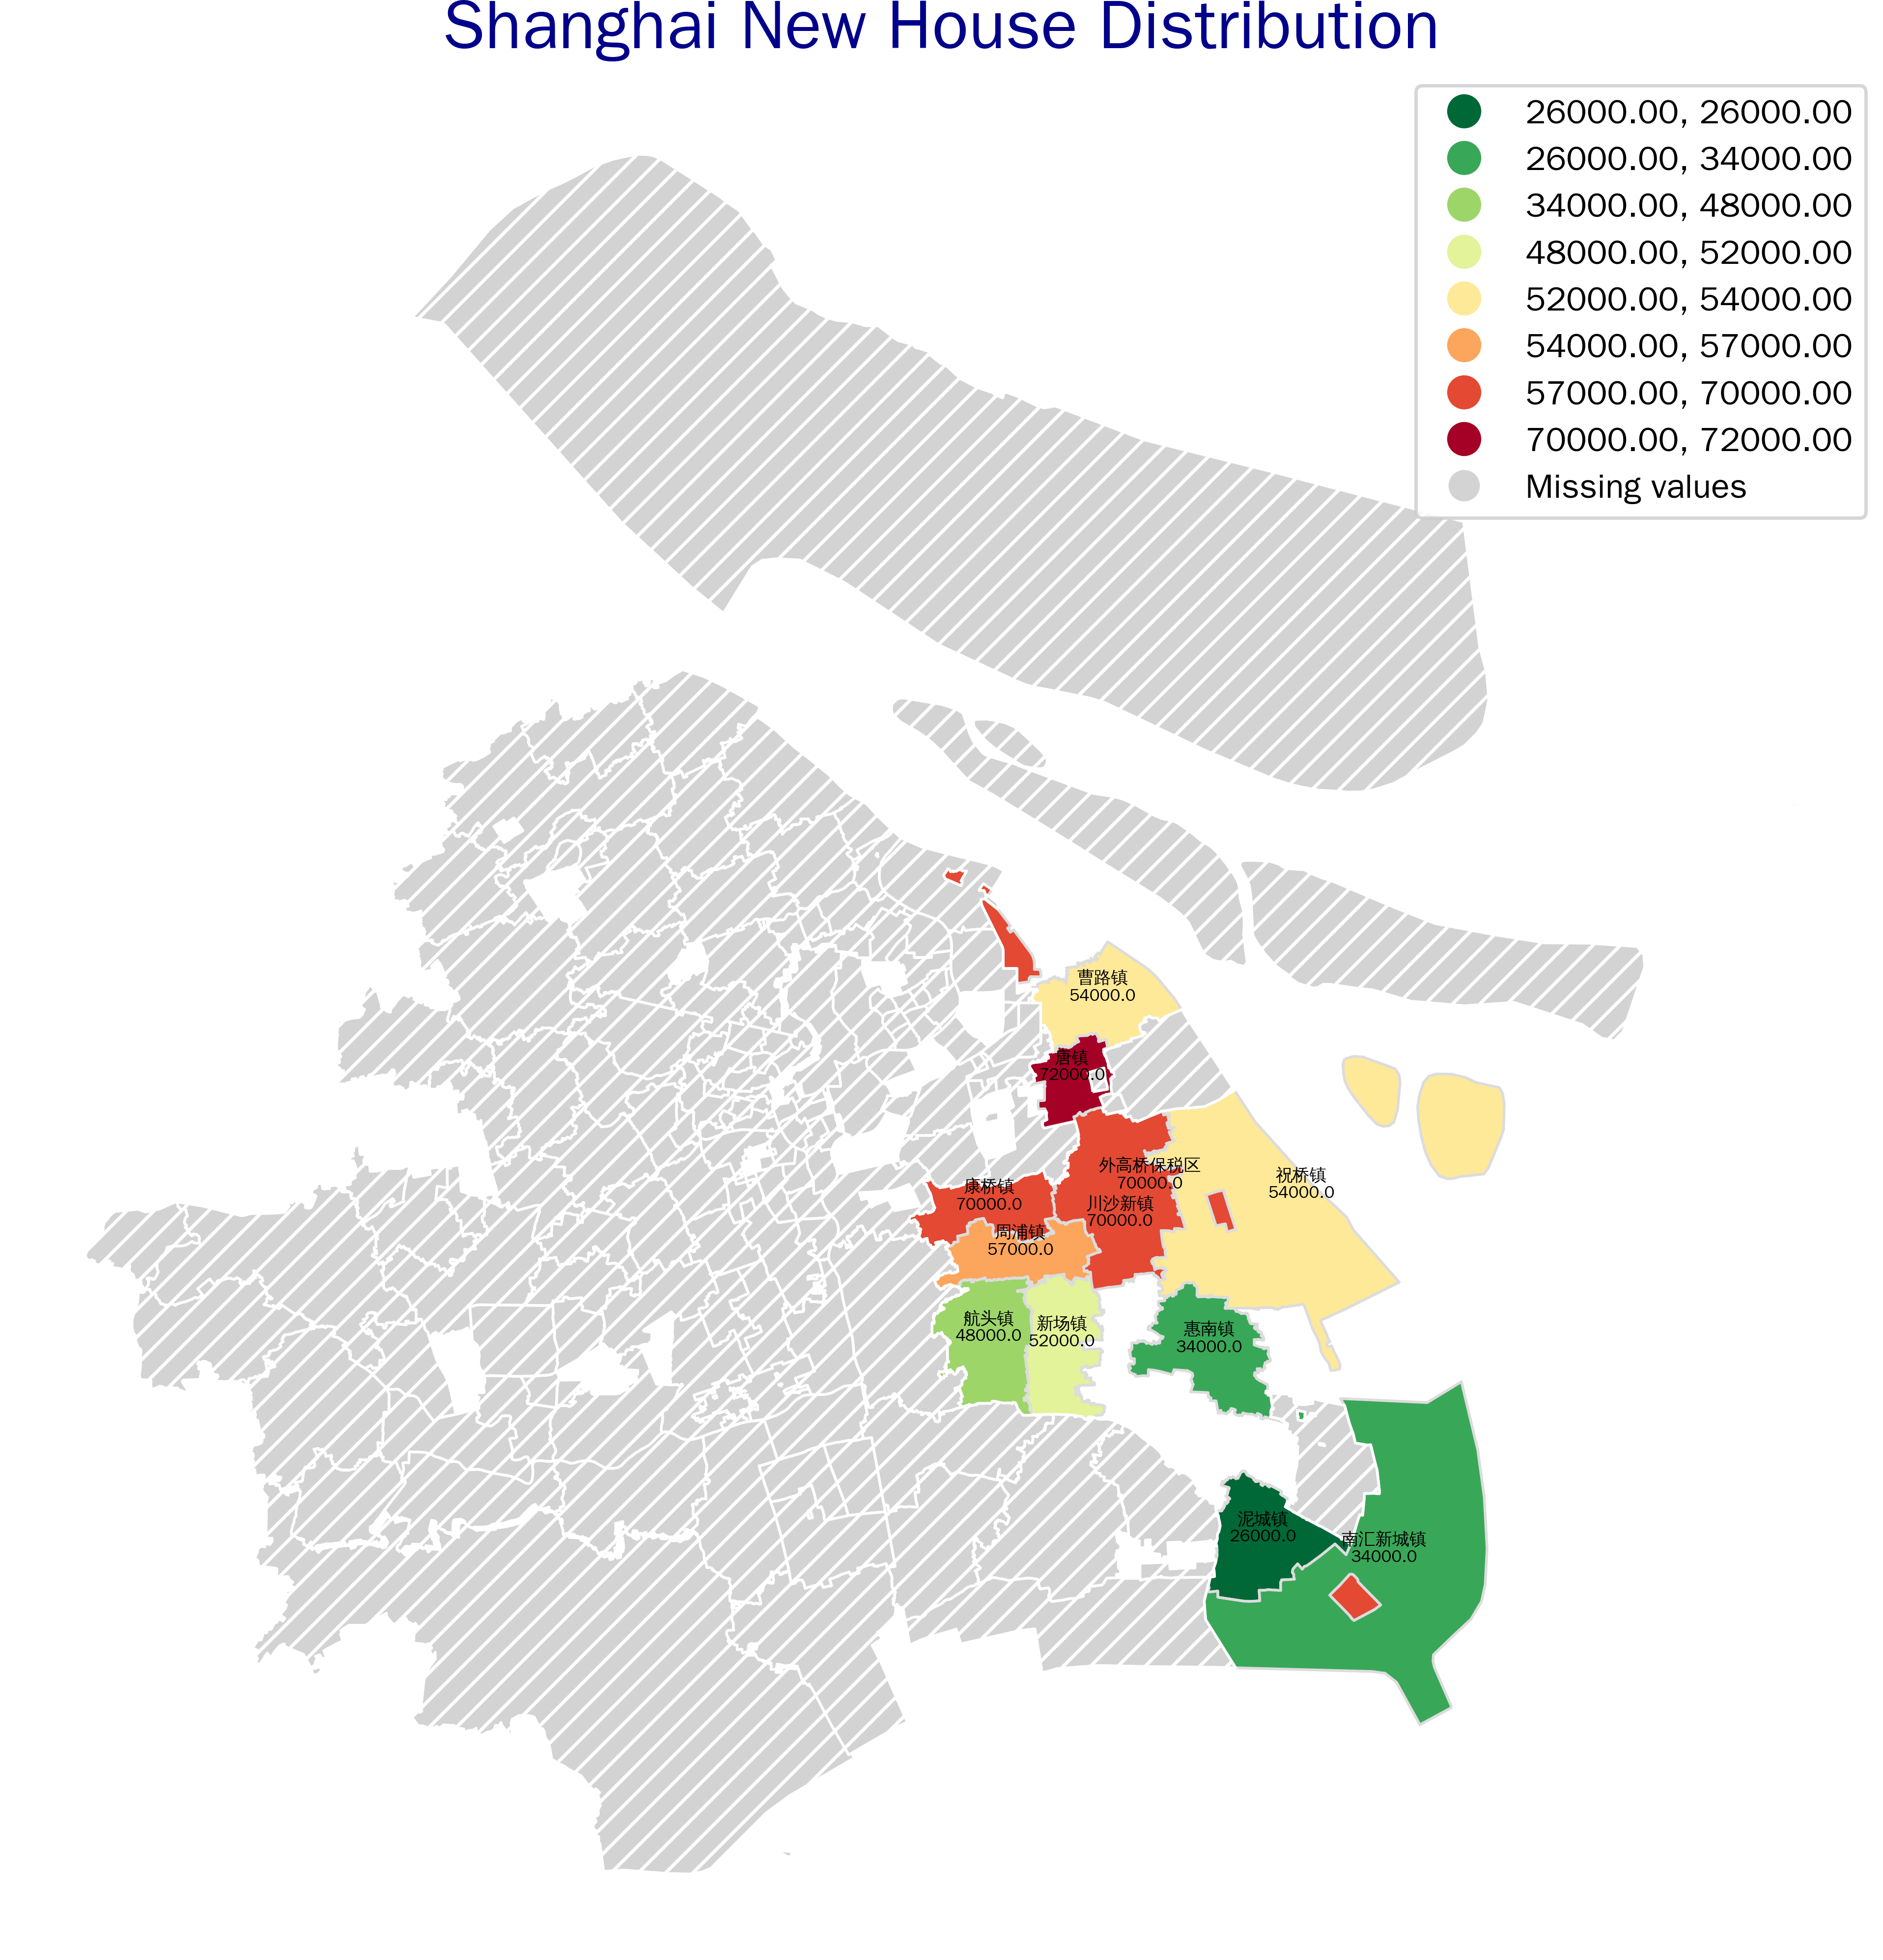 Shanghai New House Distribution
26000.00, 26000.00
26000.00, 34000.00
34000.00, 48000.00
48000.00, 52000.00
52000.00, 54000.00
54000.00, 57000.00
57000.00, 70000.00
70000.00, 72000.00
Missing values
曹路镇
54000.0
唐镇
72000.0
外高桥保税区
70000.0
祝桥镇
54000.0
康桥镇
70000.0
川沙新镇
70000.0
周浦镇
57000.0
航头镇
48000.0
新场镇
52000.0
惠南镇
34000.0
泥城镇
26000.0
南汇新城镇
34000.0